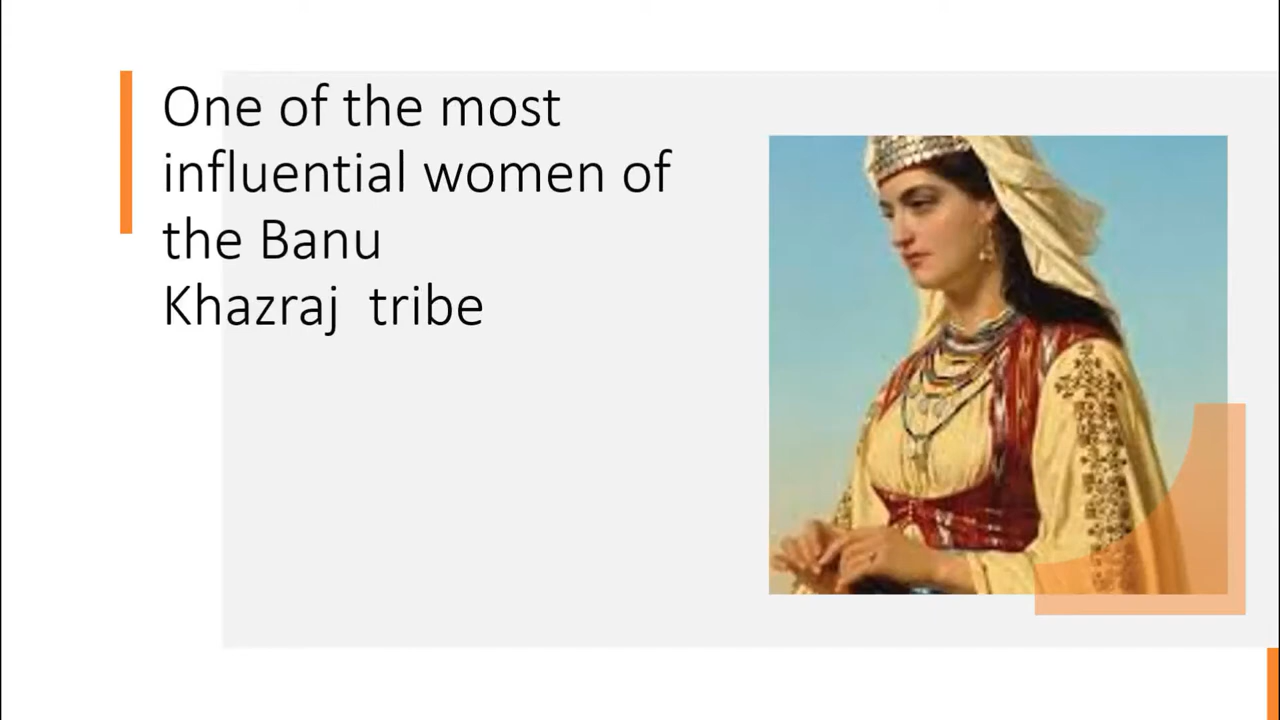 One of the most
influential women of
the Banu
Khazraj  tribe